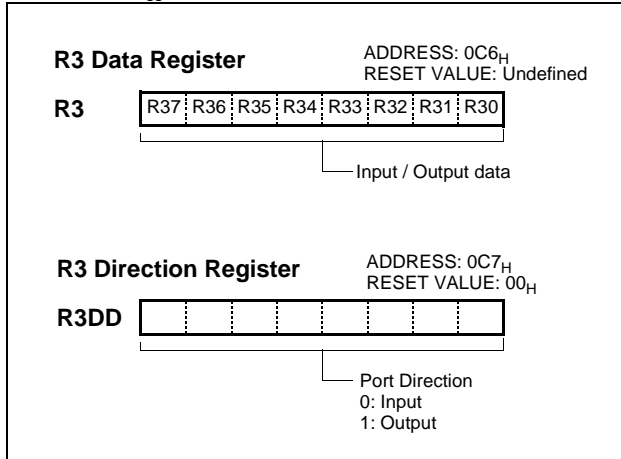 R3 Data Register
ADDRESS: 0C6H
RESET VALUE: Undefined
R3
R37 R36 R35 R34 R33 R32 R31 R30
Input / Output data
R3 Direction Register
ADDRESS: 0C7H
RESET VALUE: 00H
R3DD
Port Direction
0: Input
1: Output